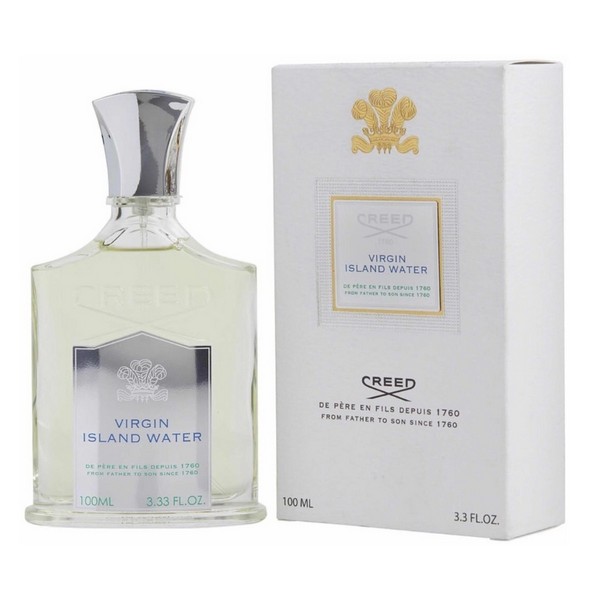 CREED
VIRGIN
ISLAND WATER
DE PÈRE EN FILS DEPUIS 1760
FROM FATHER TO SON SINCE 1760
100ML 3.33 FL.OZ.
CREED
VIRGIN
ISLAND WATER
DE PÈRE EN FILS DEPUIS 1760
FROM FATHER TO SON SINCE 1760
CREED
DE PÈRE EN FILS DEPUIS 1760
FROM FATHER TO SON SINCE 1760
100 ML 3.3 FL.OZ.